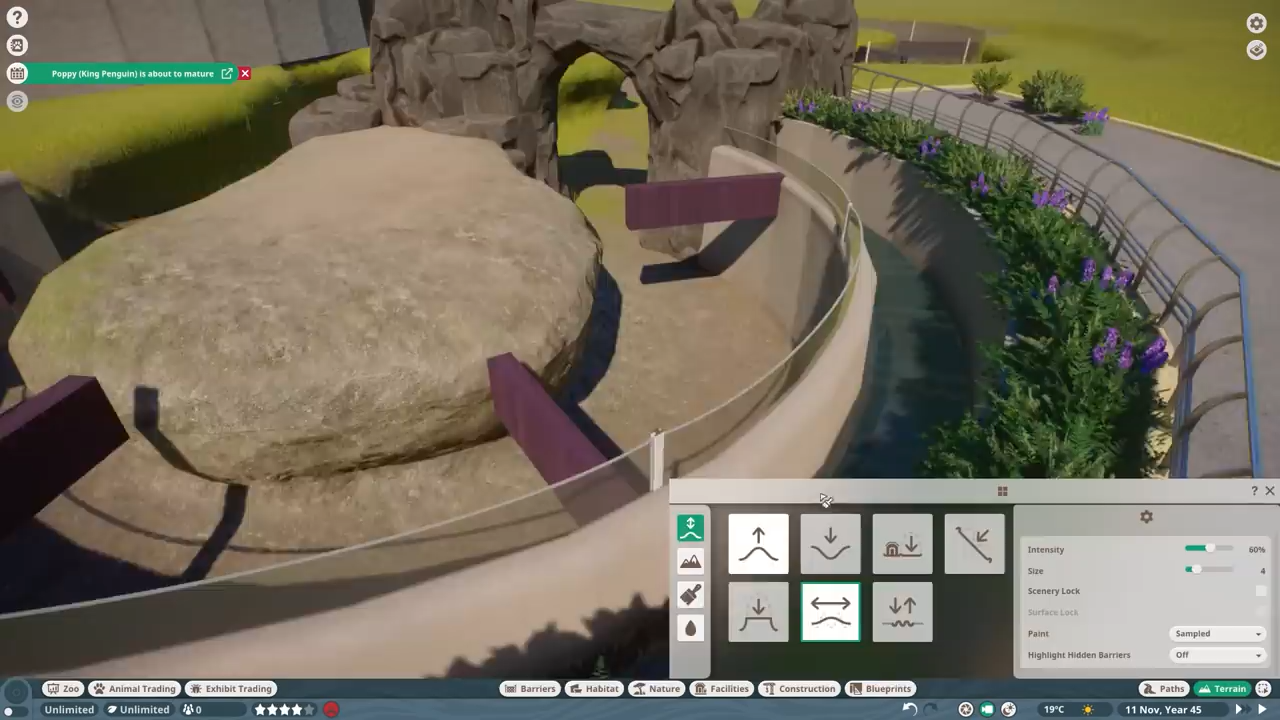 ?
Poppy (King Penguin) is about to mature
?
Intensity 60%
Size 4
Scenery Lock
Surface Lock
Paint Sampled
Highlight Hidden Barriers Off
Zoo Animal Trading Exhibit Trading Barriers Habitat Nature Facilities Construction Blueprints Paths Terrain
Unlimited Unlimited 0 19°C 11 Nov, Year 45